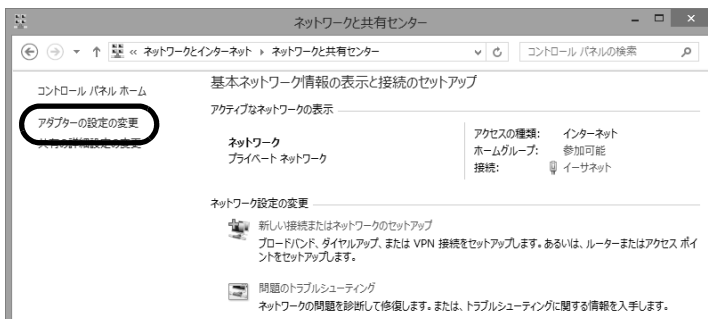 ネットワークと共有センター
« ネットワークとインターネット ▸ ネットワークと共有センター
コントロール パネルの検索
コントロール パネル ホーム
アダプターの設定の変更
共有の詳細設定の変更
基本ネットワーク情報の表示と接続のセットアップ
アクティブなネットワークの表示
ネットワーク
プライベート ネットワーク
アクセスの種類: インターネット
ホームグループ: 参加可能
接続: イーサネット
ネットワーク設定の変更
新しい接続またはネットワークのセットアップ
ブロードバンド、ダイヤルアップ、または VPN 接続をセットアップします。あるいは、ルーターまたはアクセス ポイ
ントをセットアップします。
問題のトラブルシューティング
ネットワークの問題を診断して修復します。または、トラブルシューティングに関する情報を入手します。